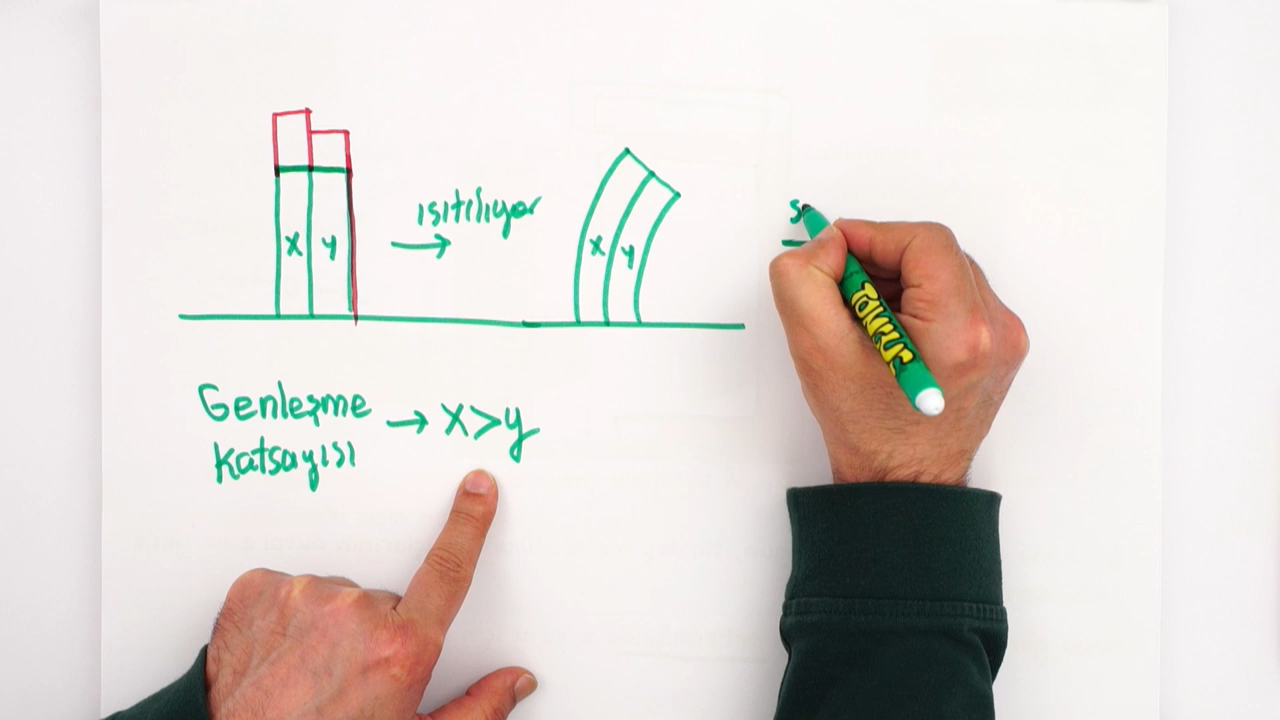 x y
ısıtılıyor
→
x y
s
Genleşme
Katsayısı
→ x>y